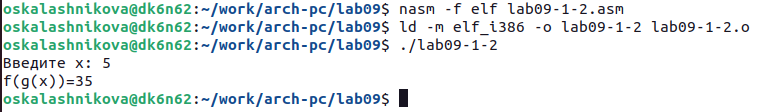 oskalashnikova@dk6n62:~/work/arch-pc/lab09$ nasm -f elf lab09-1-2.asm
oskalashnikova@dk6n62:~/work/arch-pc/lab09$ ld -m elf_i386 -o lab09-1-2 lab09-1-2.o
oskalashnikova@dk6n62:~/work/arch-pc/lab09$ ./lab09-1-2
Введите x: 5
f(g(x))=35
oskalashnikova@dk6n62:~/work/arch-pc/lab09$